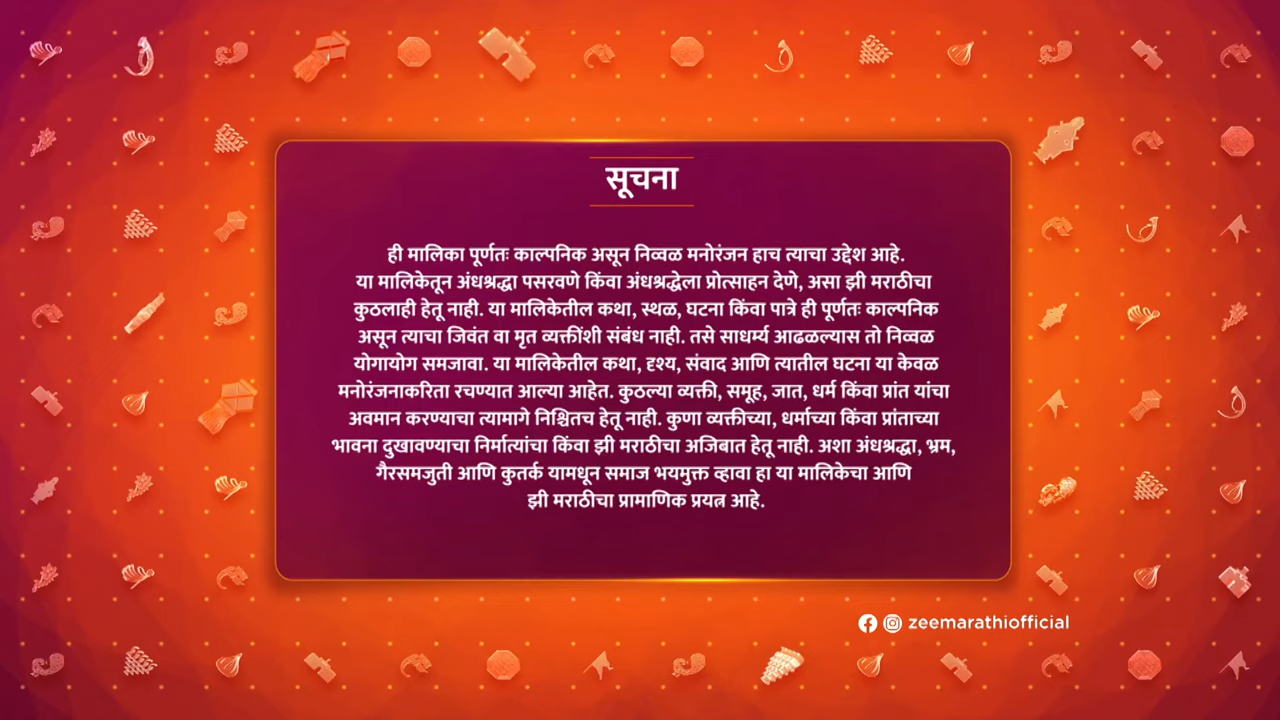 सूचना
ही मालिका पूर्णतः काल्पनिक असून निव्वळ मनोरंजन हाच त्याचा उद्देश आहे.
या मालिकेतून अंधश्रद्धा पसरवणे किंवा अंधश्रद्धेला प्रोत्साहन देणे, असा झी मराठीचा
कुठलाही हेतू नाही. या मालिकेतील कथा, स्थळ, घटना किंवा पात्रे ही पूर्णतः काल्पनिक
असून त्याचा जिवंत वा मृत व्यक्तींशी संबंध नाही. तसे साधर्म्य आढळल्यास तो निव्वळ
योगायोग समजावा. या मालिकेतील कथा, दृश्य, संवाद आणि त्यातील घटना या केवळ
मनोरंजनाकरिता रचण्यात आल्या आहेत. कुठल्या व्यक्ती, समूह, जात, धर्म किंवा प्रांत यांचा
अवमान करण्याचा त्यामागे निश्चितच हेतू नाही. कुणा व्यक्तीच्या, धर्माच्या किंवा प्रांताच्या
भावना दुखावण्याचा निर्मात्यांचा किंवा झी मराठीचा अजिबात हेतू नाही. अशा अंधश्रद्धा, भ्रम,
गैरसमजुती आणि कुतर्क यामधून समाज भयमुक्त व्हावा हा या मालिकेचा आणि
झी मराठीचा प्रामाणिक प्रयत्न आहे.
zeemarathiofficial